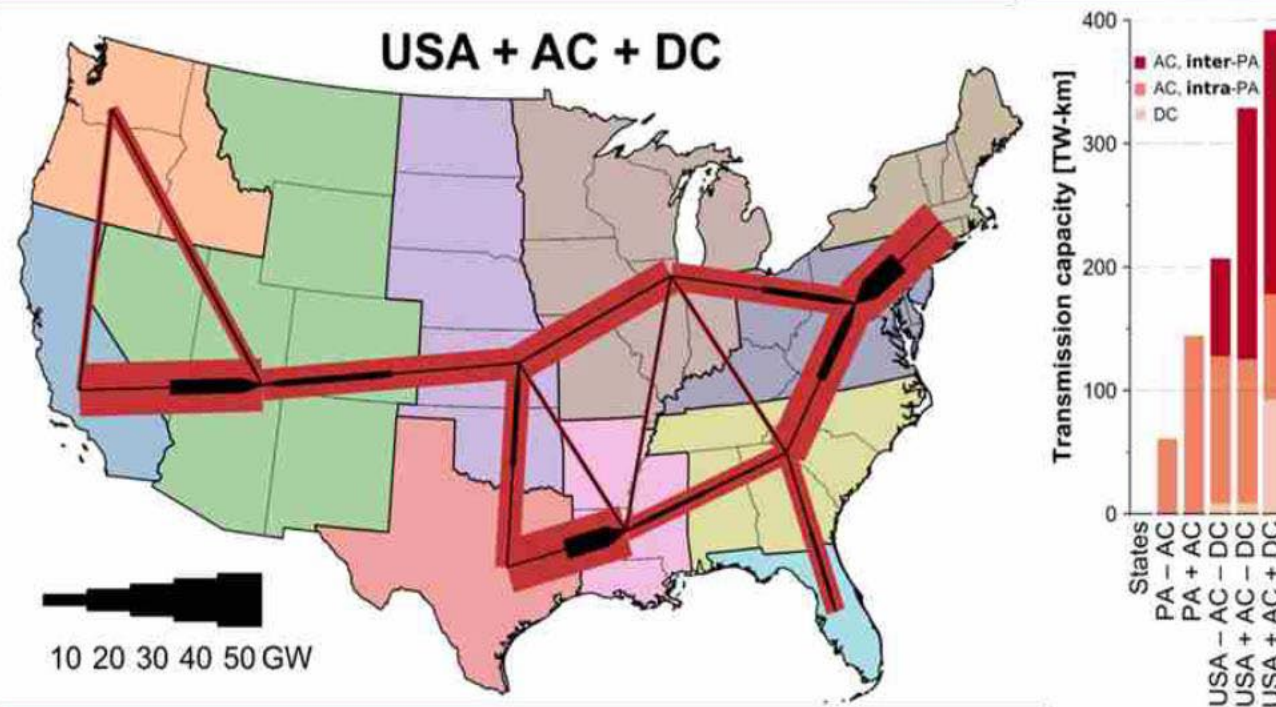 USA + AC + DC
10 20 30 40 50 GW
Transmission capacity [TW-km]
400
300
200
100
0
AC, inter-PA
AC, intra-PA
DC
States
PA – AC
PA + AC
USA – AC – DC
USA + AC – DC
USA + AC + DC